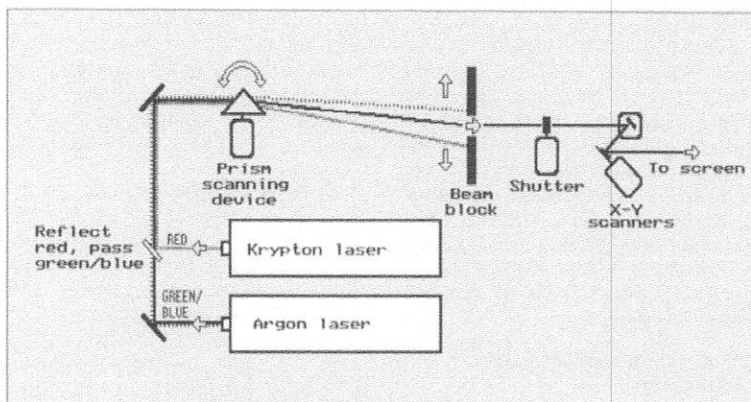 Prism
scanning
device
Beam
block
Shutter
To screen
X-Y
scanners
Reflect
red, pass
green/blue
RED
Krypton laser
GREEN/
BLUE
Argon laser